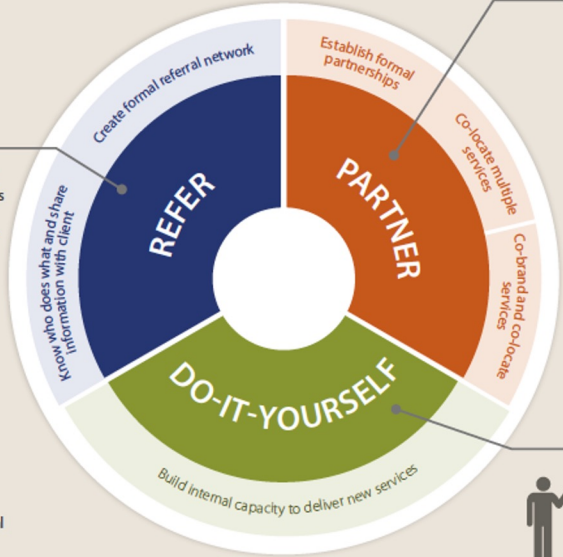 Create formal referral network
Know who does what and share
information with client
REFER
Establish formal
partnerships
Co-locate multiple
services
Co-brand and co-locate
services
PARTNER
DO-IT-YOURSELF
Build internal capacity to deliver new services